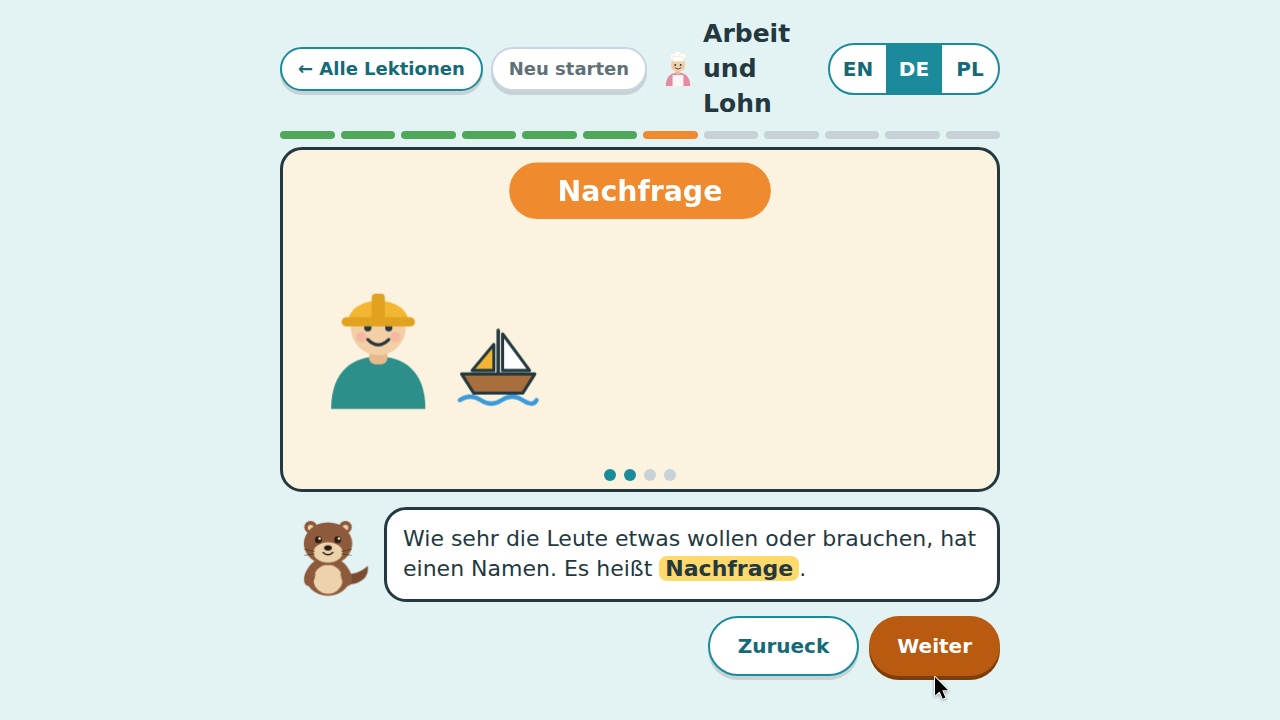 ← Alle Lektionen
Neu starten
Arbeit
und
Lohn
EN DE PL
Nachfrage
Wie sehr die Leute etwas wollen oder brauchen, hat
einen Namen. Es heißt Nachfrage.
Zurueck
Weiter